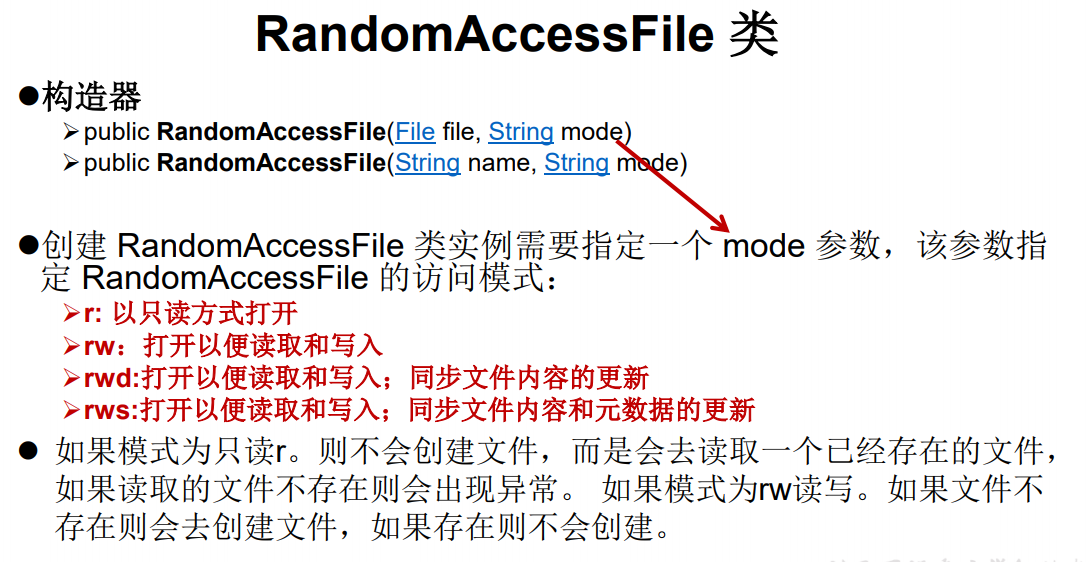 RandomAccessFile 类
●构造器
➢public RandomAccessFile(File file, String mode)
➢public RandomAccessFile(String name, String mode)
●创建 RandomAccessFile 类实例需要指定一个 mode 参数，该参数指
定 RandomAccessFile 的访问模式：
➢r: 以只读方式打开
➢rw：打开以便读取和写入
➢rwd:打开以便读取和写入；同步文件内容的更新
➢rws:打开以便读取和写入；同步文件内容和元数据的更新
● 如果模式为只读r。则不会创建文件，而是会去读取一个已经存在的文件，
如果读取的文件不存在则会出现异常。 如果模式为rw读写。如果文件不
存在则会去创建文件，如果存在则不会创建。